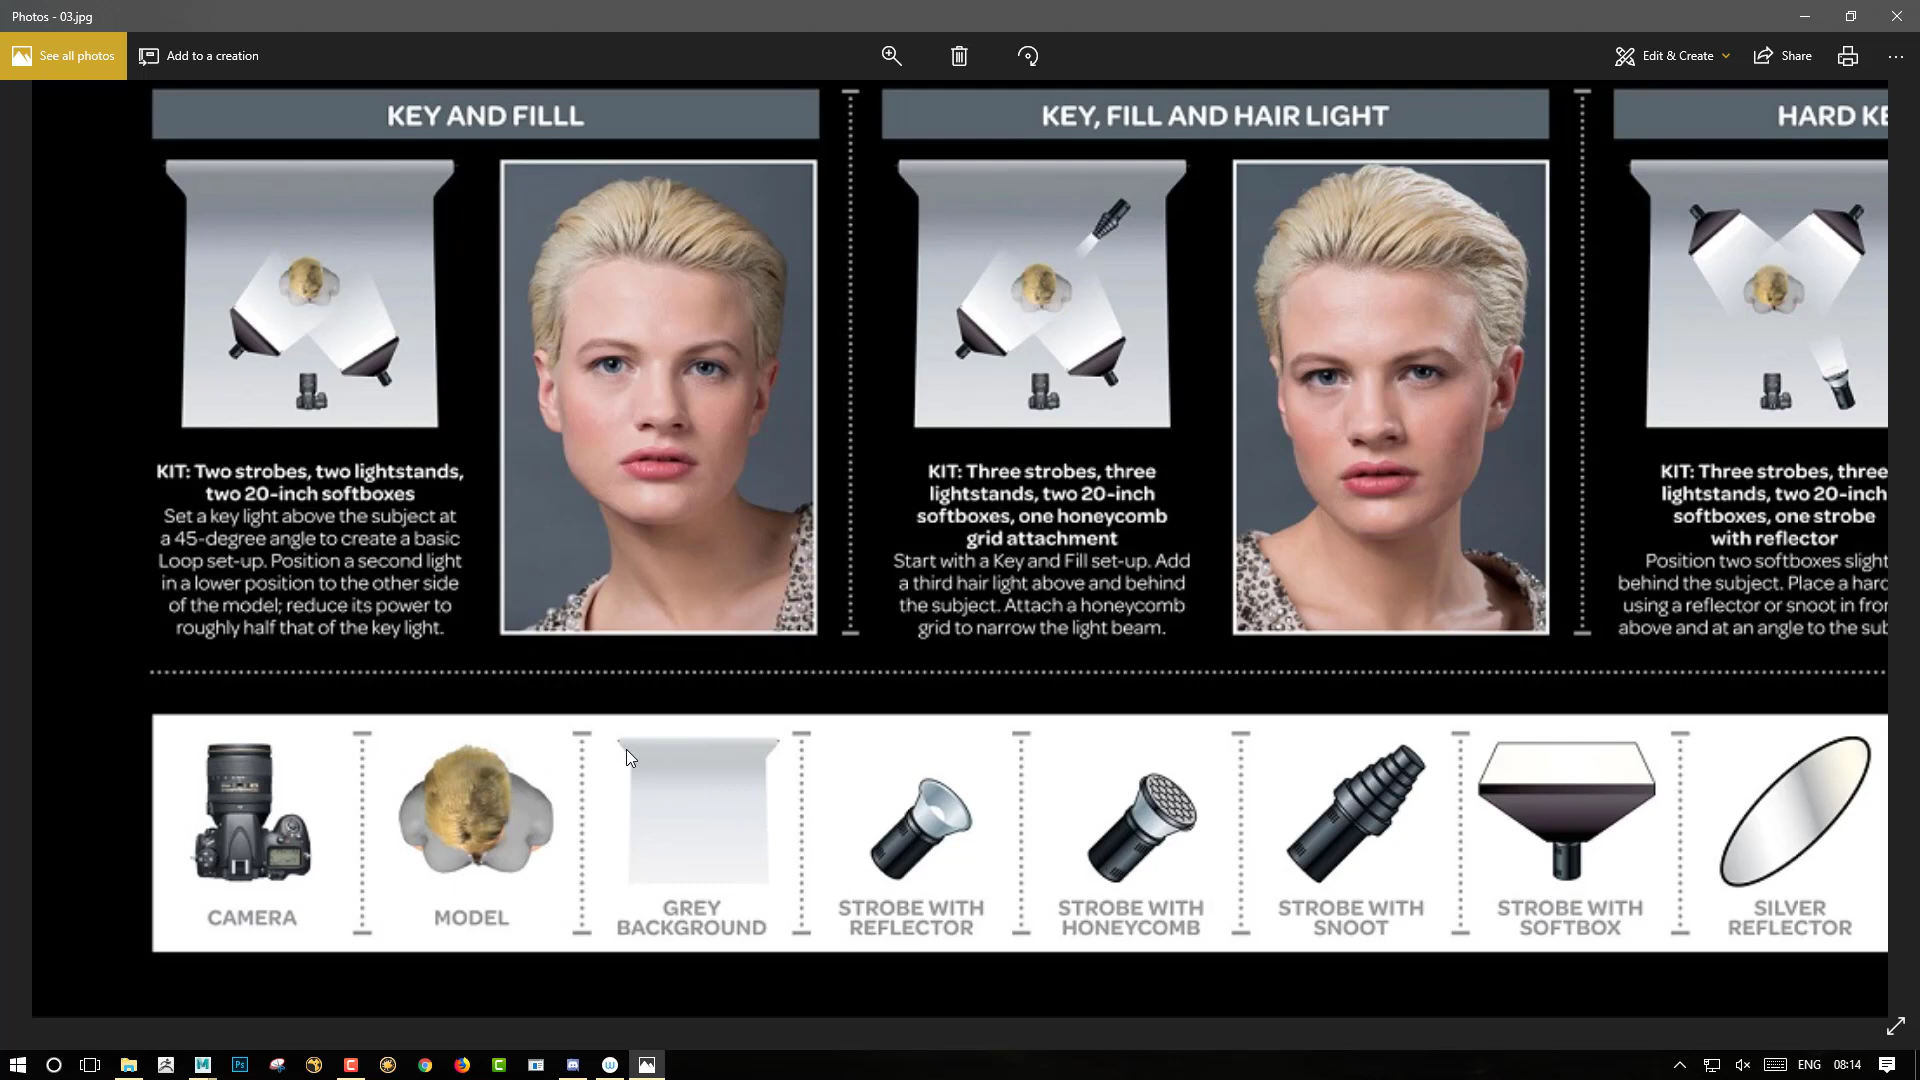 Photos - 03.jpg
See all photos
Add to a creation
Edit & Create
Share
KEY AND FILLL
KEY, FILL AND HAIR LIGHT
HARD KE
KIT: Two strobes, two lightstands,
two 20-inch softboxes
Set a key light above the subject at
a 45-degree angle to create a basic
Loop set-up. Position a second light
in a lower position to the other side
of the model; reduce its power to
roughly half that of the key light.
KIT: Three strobes, three
lightstands, two 20-inch
softboxes, one honeycomb
grid attachment
Start with a Key and Fill set-up. Add
a third hair light above and behind
the subject. Attach a honeycomb
grid to narrow the light beam.
KIT: Three strobes, three
lightstands, two 20-inch
softboxes, one strobe
with reflector
Position two softboxes slight
behind the subject. Place a hard
using a reflector or snoot in fror
above and at an angle to the sub
CAMERA
MODEL
GREY
BACKGROUND
STROBE WITH
REFLECTOR
STROBE WITH
HONEYCOMB
STROBE WITH
SNOOT
STROBE WITH
SOFTBOX
SILVER
REFLECTOR
M
Ps
C
C
W
ENG
08:14